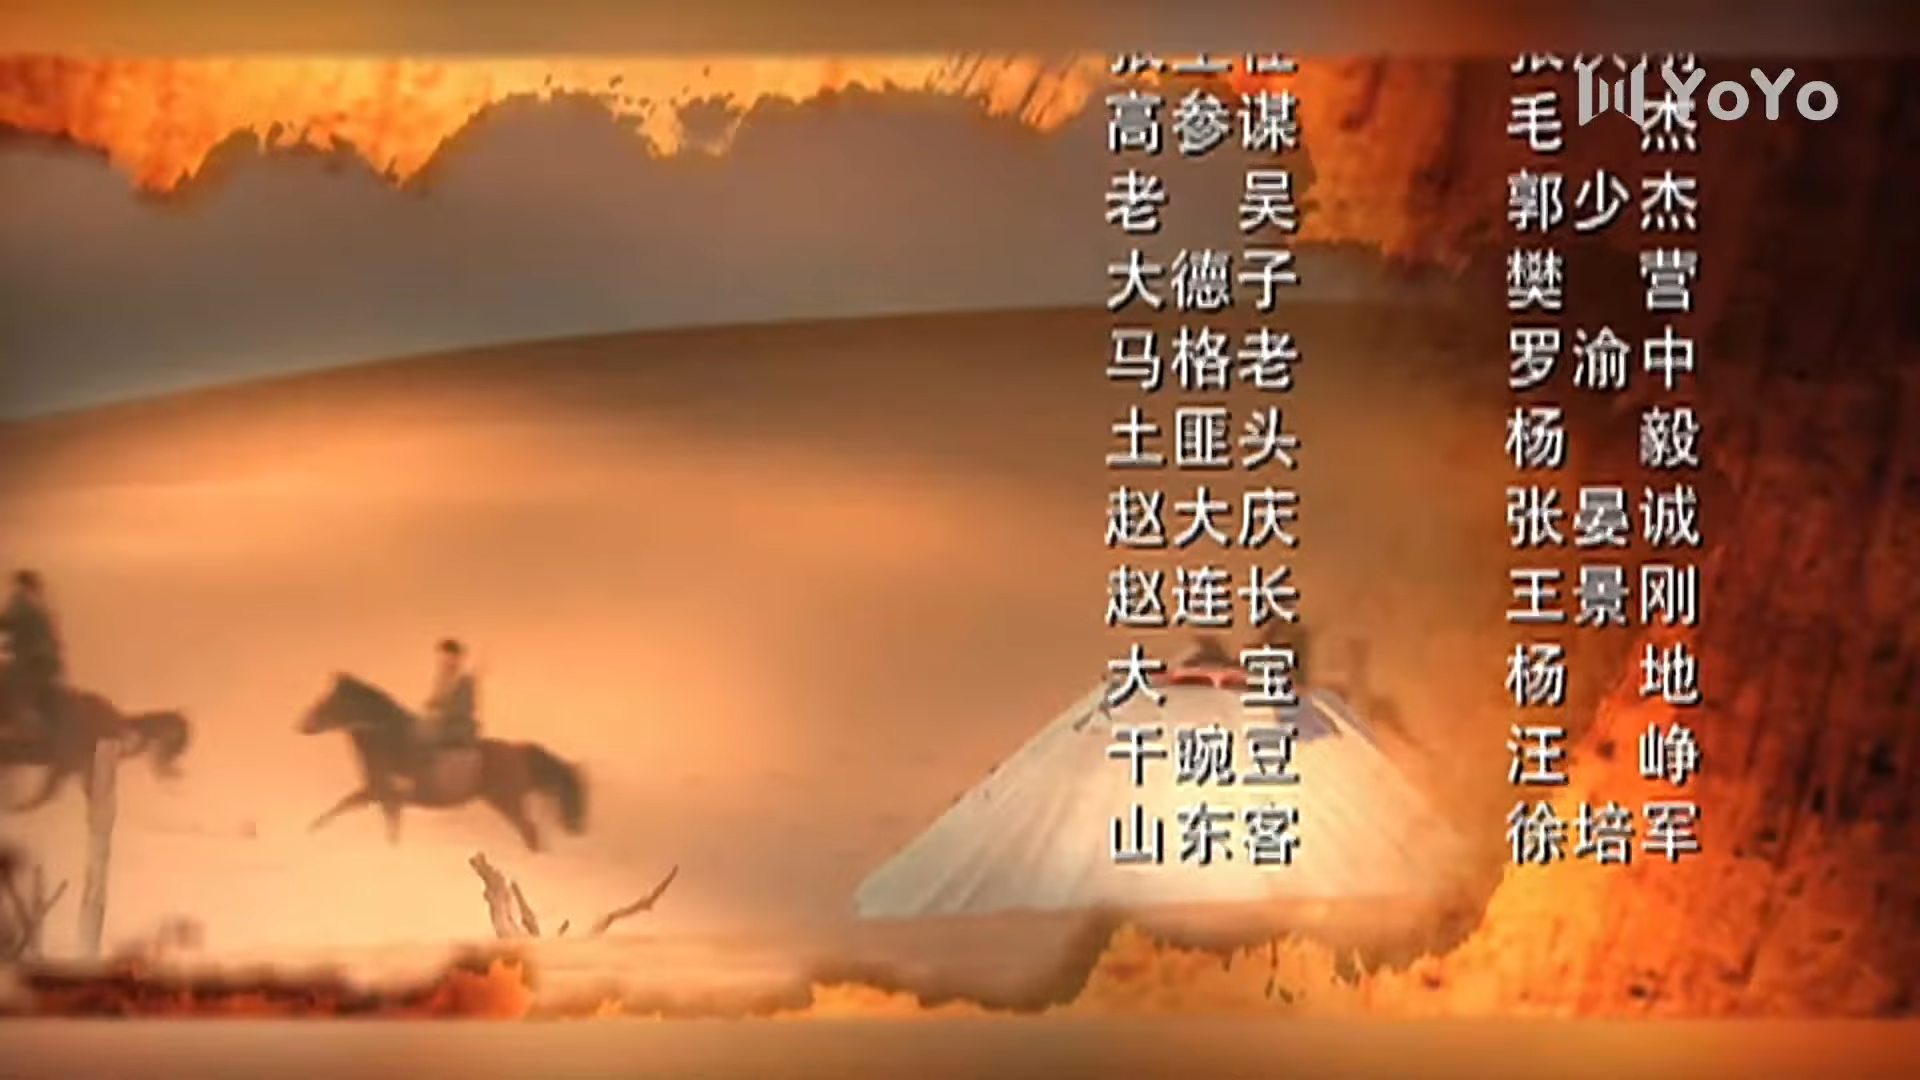 YoYo
高参谋 毛 杰
老 吴 郭少杰
大德子 樊 营
马格老 罗渝中
土匪头 杨 毅
赵大庆 张晏诚
赵连长 王景刚
大 宝 杨 地
干豌豆 汪 峥
山东客 徐培军